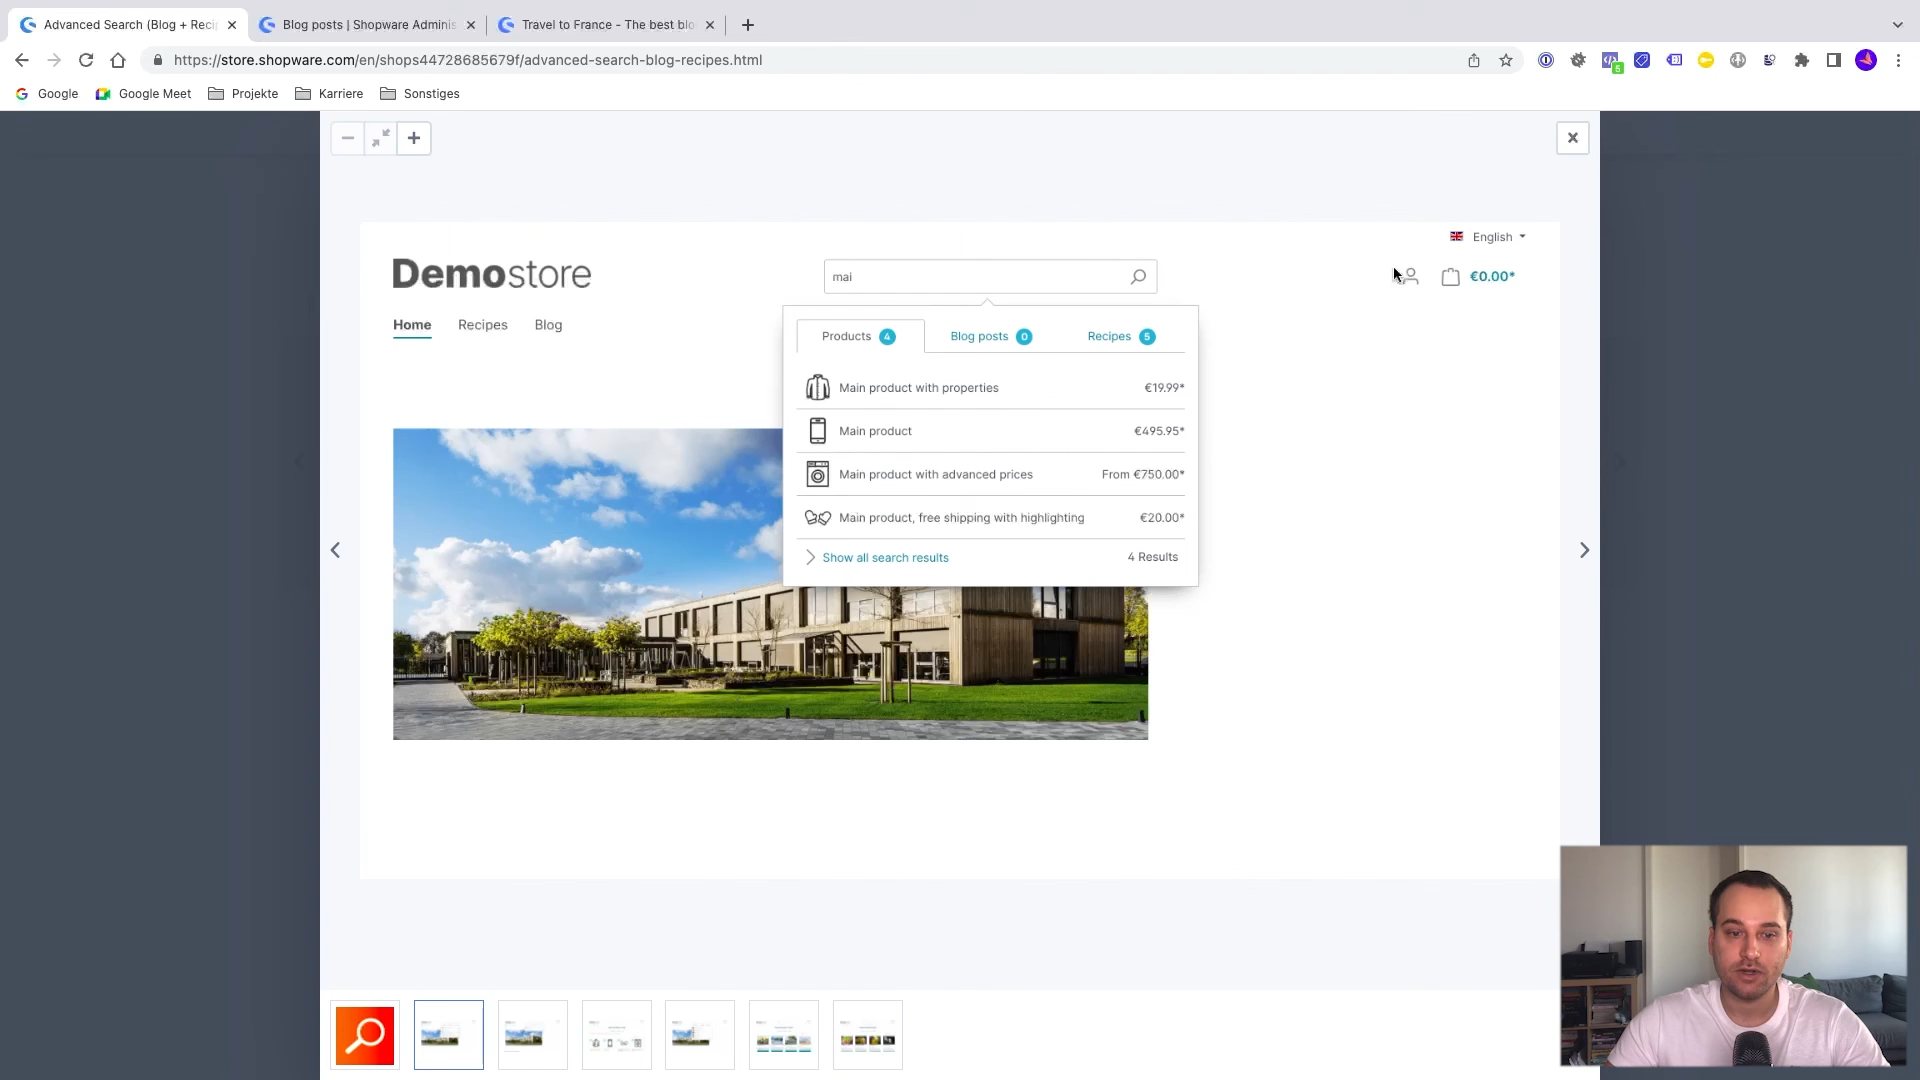 Advanced Search (Blog + Reci
Blog posts | Shopware Adminis
Travel to France - The best blo
https://store.shopware.com/en/shops44728685679f/advanced-search-blog-recipes.html
5
Google
Google Meet
Projekte
Karriere
Sonstiges
English
Demostore
mai
€0.00*
Home
Recipes
Blog
Products 4
Blog posts 0
Recipes 5
Main product with properties €19.99*
Main product €495.95*
Main product with advanced prices From €750.00*
Main product, free shipping with highlighting €20.00*
Show all search results 4 Results